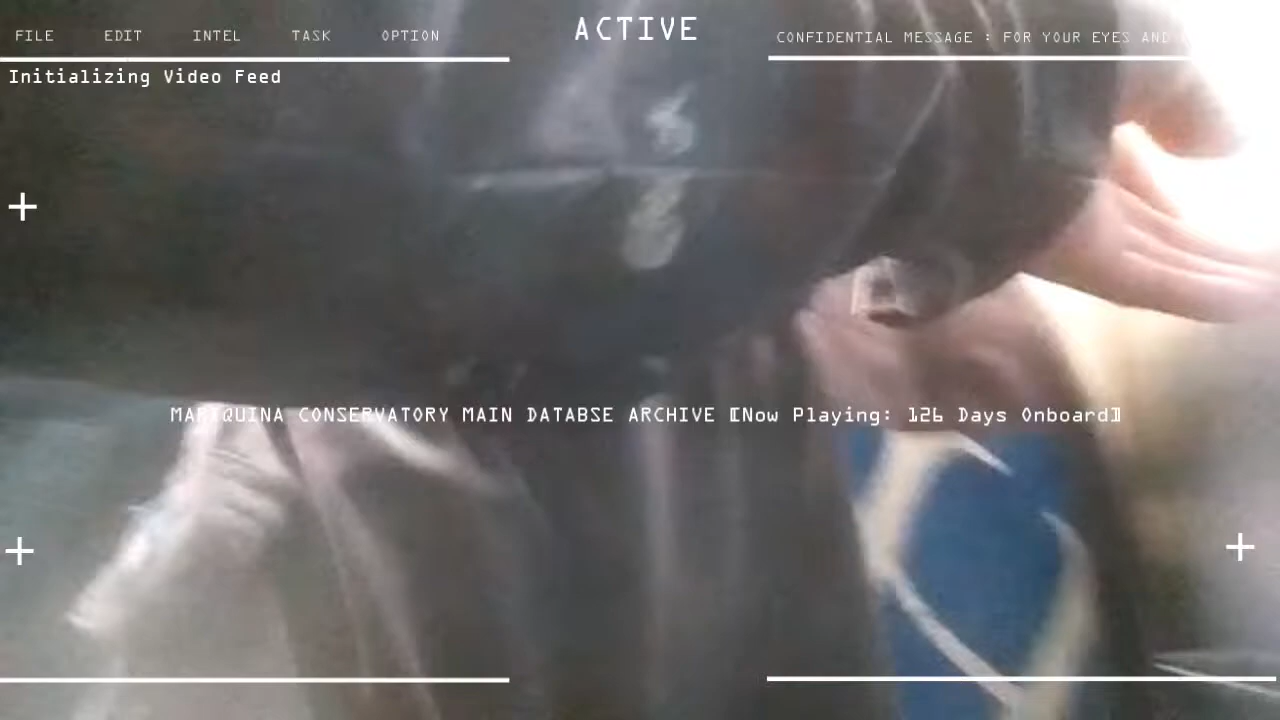 FILE EDIT INTEL TASK OPTION
ACTIVE
CONFIDENTIAL MESSAGE : FOR YOUR EYES AND
Initializing Video Feed
MARIQUINA CONSERVATORY MAIN DATABSE ARCHIVE [Now Playing: 126 Days Onboard]